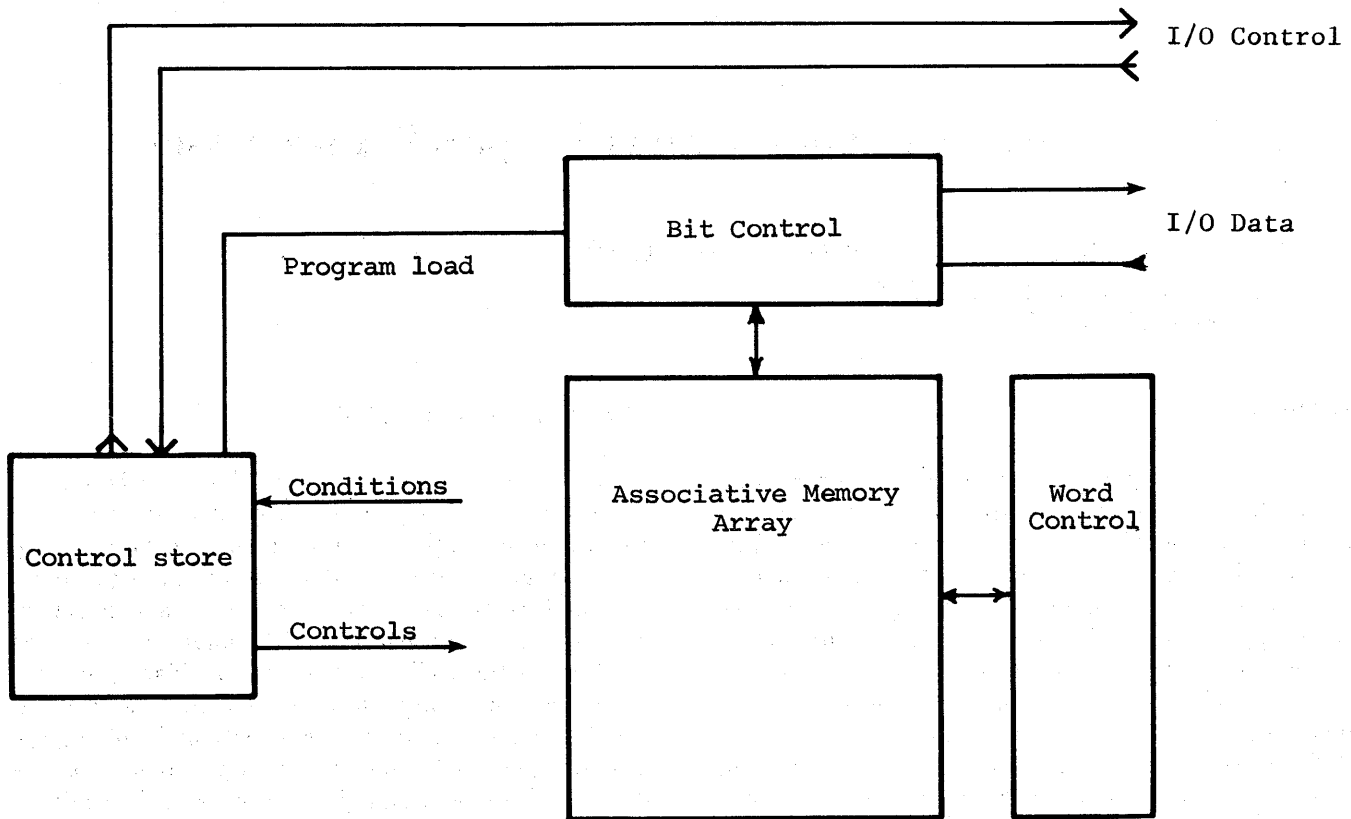 I/O Control
Bit Control
I/O Data
Program load
Conditions
Associative Memory
Array
Word
Control
Control store
Controls